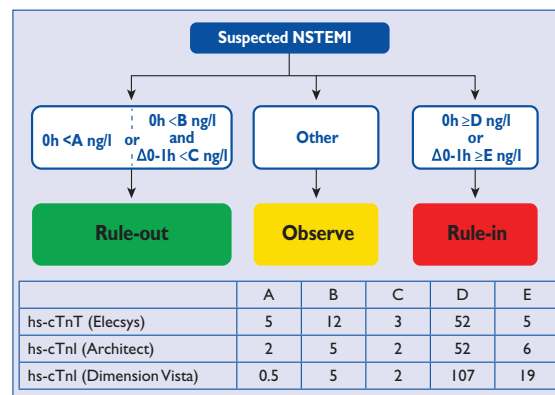 Suspected NSTEMI
0h <A ng/l or
0h <B ng/l
and
Δ0-1h <C ng/l
Other
0h ≥D ng/l
or
Δ0-1h ≥E ng/l
Rule-out
Observe
Rule-in
A B C D E
hs-cTnT (Elecsys) 5 12 3 52 5
hs-cTnI (Architect) 2 5 2 52 6
hs-cTnI (Dimension Vista) 0.5 5 2 107 19